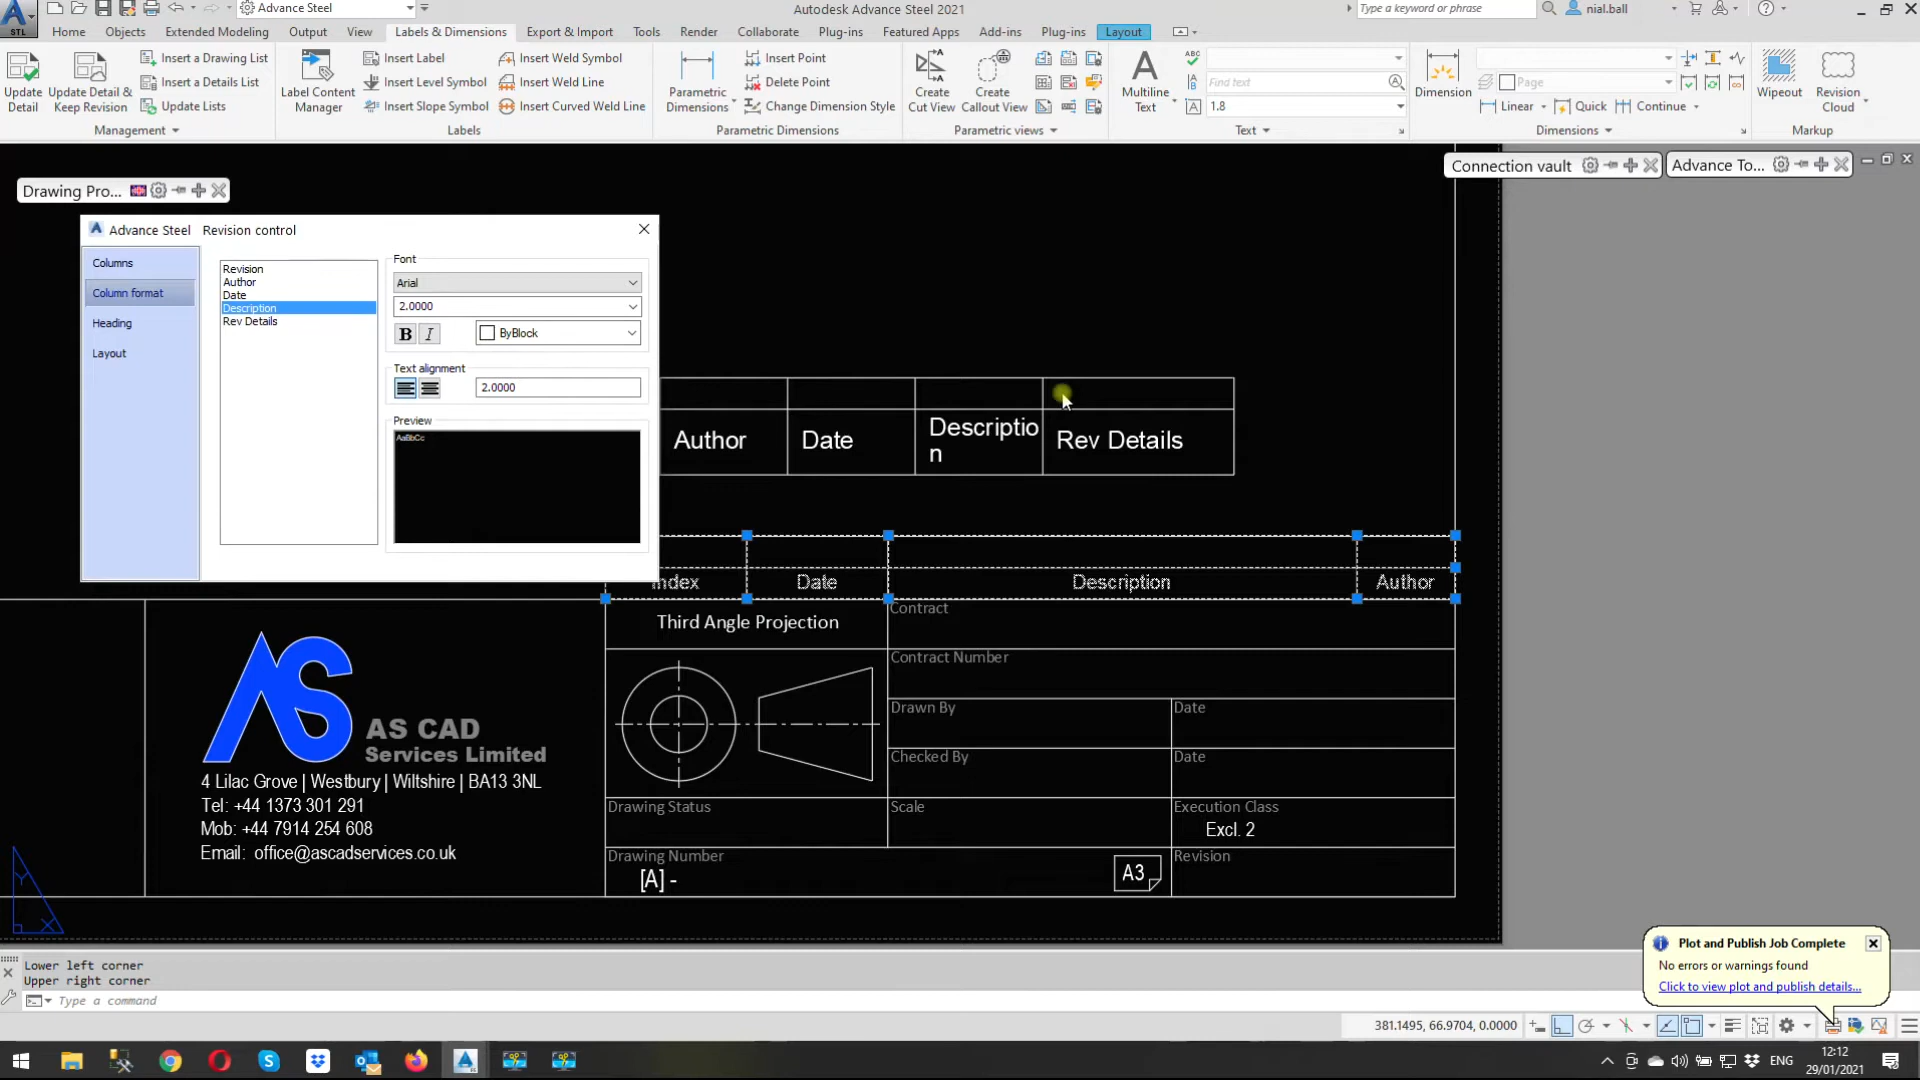 Advance Steel
Autodesk Advance Steel 2021
Type a keyword or phrase
nial.ball
STL
Home
Objects
Extended Modeling
Output
View
Labels & Dimensions
Export & Import
Tools
Render
Collaborate
Plug-ins
Featured Apps
Add-ins
Plug-ins
Layout
Update
Detail
Update Detail &
Keep Revision
Insert a Drawing List
Insert a Details List
Update Lists
Management
Label Content
Manager
Insert Label
Insert Level Symbol
Insert Slope Symbol
Insert Weld Symbol
Insert Weld Line
Insert Curved Weld Line
Labels
Parametric
Dimensions
Insert Point
Delete Point
Change Dimension Style
Parametric Dimensions
Create
Cut View
Create
Callout View
Parametric views
Multiline
Text
ABC
Find text
1.8
Text
Dimension
Page
Linear
Quick
Continue
Dimensions
Wipeout
Revision
Cloud
Markup
Connection vault
Advance To...
Drawing Pro...
Advance Steel Revision control
Columns
Column format
Heading
Layout
Revision
Author
Date
Description
Rev Details
Font
Arial
2.0000
B
I
ByBlock
Text alignment
2.0000
Preview
AaBbCc
Author
Date
Descriptio
n
Rev Details
Index
Date
Description
Author
Third Angle Projection
Contract
Contract Number
Drawn By
Date
Checked By
Date
Drawing Status
Scale
Execution Class
Excl. 2
Drawing Number
[A] -
A3
Revision
AS CAD
Services Limited
4 Lilac Grove | Westbury | Wiltshire | BA13 3NL
Tel: +44 1373 301 291
Mob: +44 7914 254 608
Email: office@ascadservices.co.uk
Y
X
Lower left corner
Upper right corner
Type a command
Plot and Publish Job Complete
No errors or warnings found
Click to view plot and publish details...
381.1495, 66.9704, 0.0000
ENG
12:12
29/01/2021